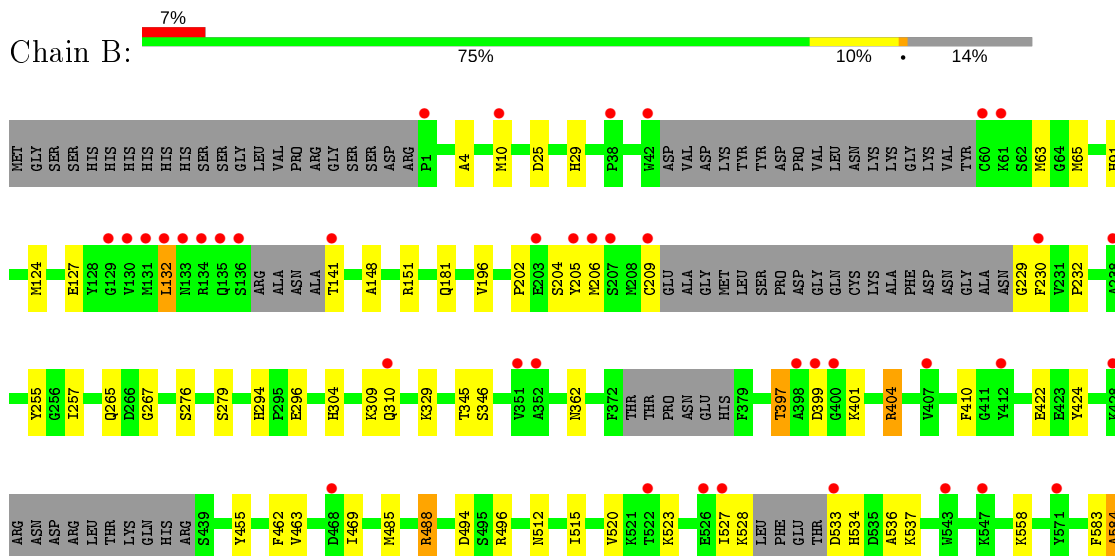 7%
Chain B:
75% 10% • 14%
MET GLY SER SER HIS HIS HIS HIS HIS HIS SER SER GLY LEU VAL PRO ARG GLY SER SER ASP ARG P1 A4 M10 D25 H29 P38 W42 ASP VAL ASP LYS TYR TYR ASP PRO VAL LEU ASN LYS LYS GLY LYS VAL TYR C60 K61 S62 M63 G64 M65 H91
M124 E127 Y128 G129 V130 M131 L132 N133 R134 Q135 S136 ARG ALA ASN ALA T141 A148 R151 Q181 V196 P202 E203 S204 Y205 M206 S207 M208 C209 GLU ALA GLY MET LEU SER PRO ASP GLY GLN CYS LYS ALA PHE ASP ASN GLY ALA ASN G229 F230 V231 P232 A238
Y255 G256 I257 Q265 D266 G267 S276 S279 H294 P295 E296 H304 K309 Q310 K329 T345 S346 V351 A352 N362 F372 THR THR PRO ASN GLU HIS F379 T397 A398 D399 G400 K401 R404 V407 F410 G411 Y412 E422 E423 Y424 K428
ARG ASN ASP ARG LEU THR LYS GLN HIS ARG S439 Y455 F462 V463 D468 I469 M485 R488 D494 S495 R496 N512 I515 V520 K521 T522 K523 E526 I527 K528 LEU PHE GLU THR D533 H534 D535 A536 K537 W543 K547 K558 Y571 F583